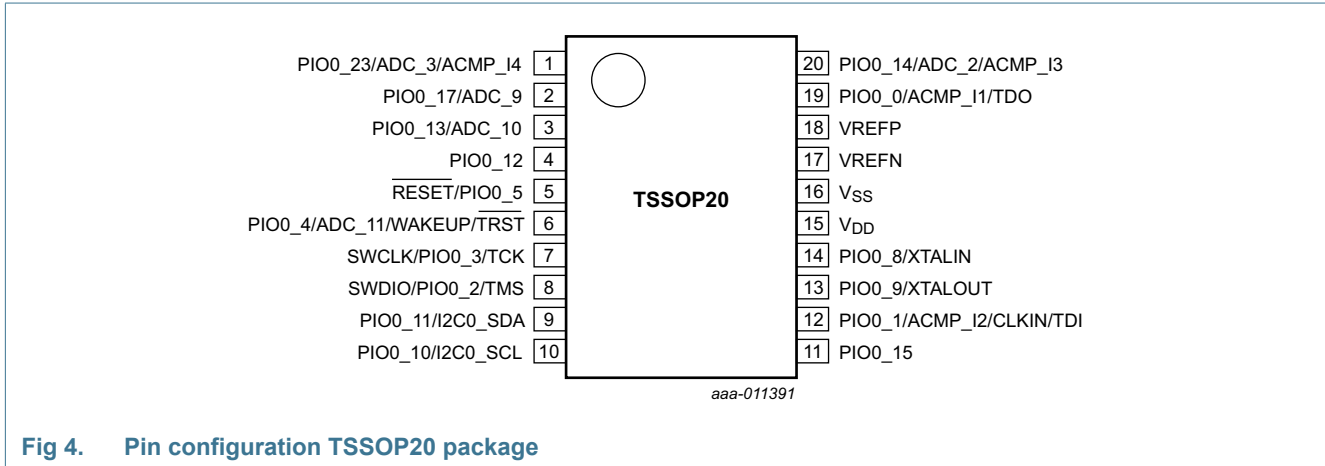 PIO0_23/ADC_3/ACMP_I4 1
PIO0_17/ADC_9 2
PIO0_13/ADC_10 3
PIO0_12 4
RESET/PIO0_5 5
PIO0_4/ADC_11/WAKEUP/TRST 6
SWCLK/PIO0_3/TCK 7
SWDIO/PIO0_2/TMS 8
PIO0_11/I2C0_SDA 9
PIO0_10/I2C0_SCL 10
TSSOP20
20 PIO0_14/ADC_2/ACMP_I3
19 PIO0_0/ACMP_I1/TDO
18 VREFP
17 VREFN
16 VSS
15 VDD
14 PIO0_8/XTALIN
13 PIO0_9/XTALOUT
12 PIO0_1/ACMP_I2/CLKIN/TDI
11 PIO0_15
aaa-011391
Fig 4. Pin configuration TSSOP20 package